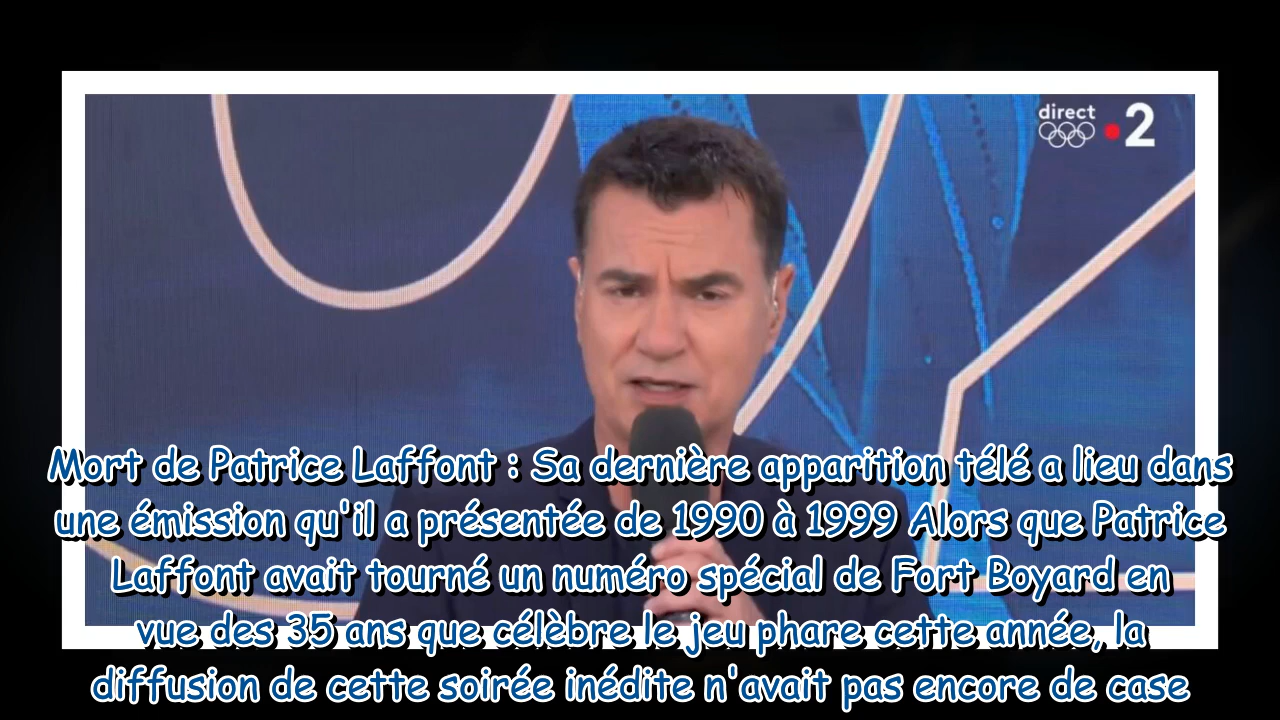 direct
2
Mort de Patrice Laffont : Sa dernière apparition télé a lieu dans
une émission qu'il a présentée de 1990 à 1999 Alors que Patrice
Laffont avait tourné un numéro spécial de Fort Boyard en
vue des 35 ans que célèbre le jeu phare cette année, la
diffusion de cette soirée inédite n'avait pas encore de case